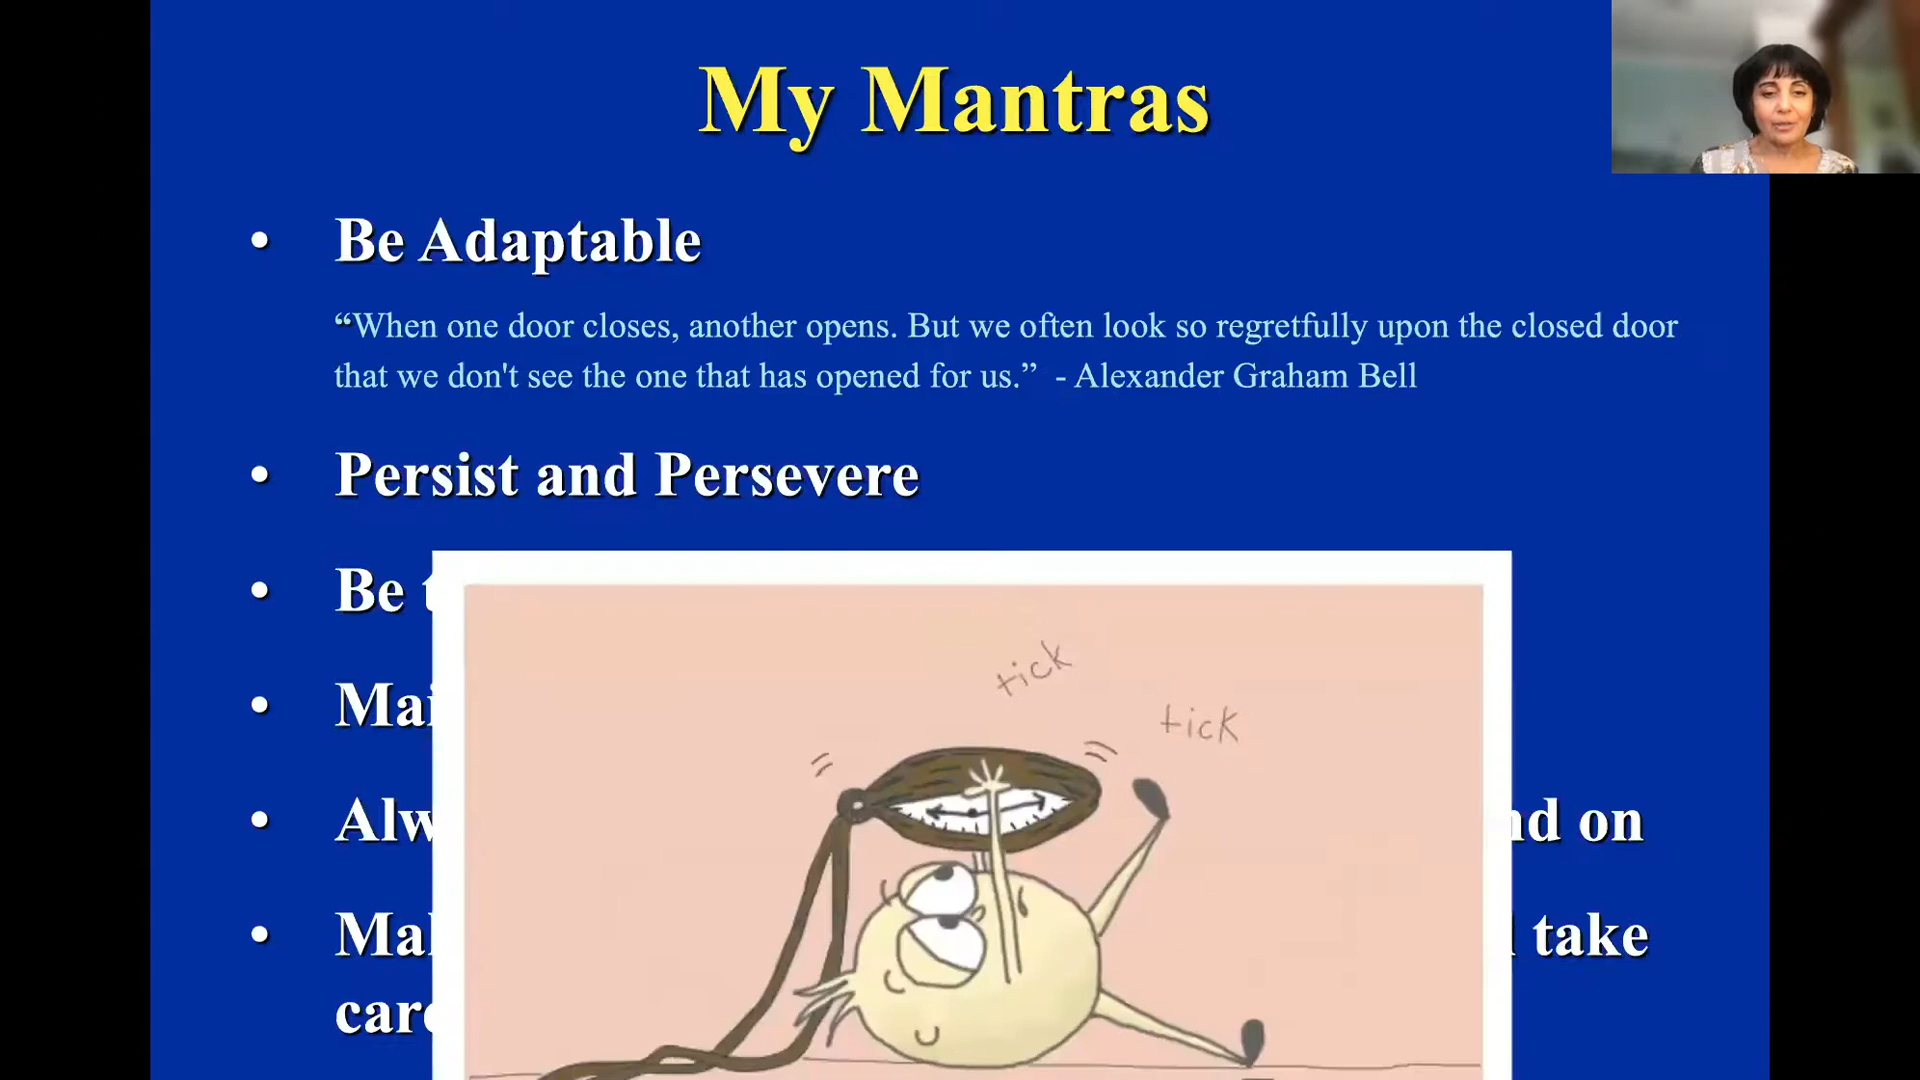 My Mantras
• Be Adaptable
“When one door closes, another opens. But we often look so regretfully upon the closed door
that we don't see the one that has opened for us.” - Alexander Graham Bell
• Persist and Persevere
• Be
tick
•
tick
• on
• take